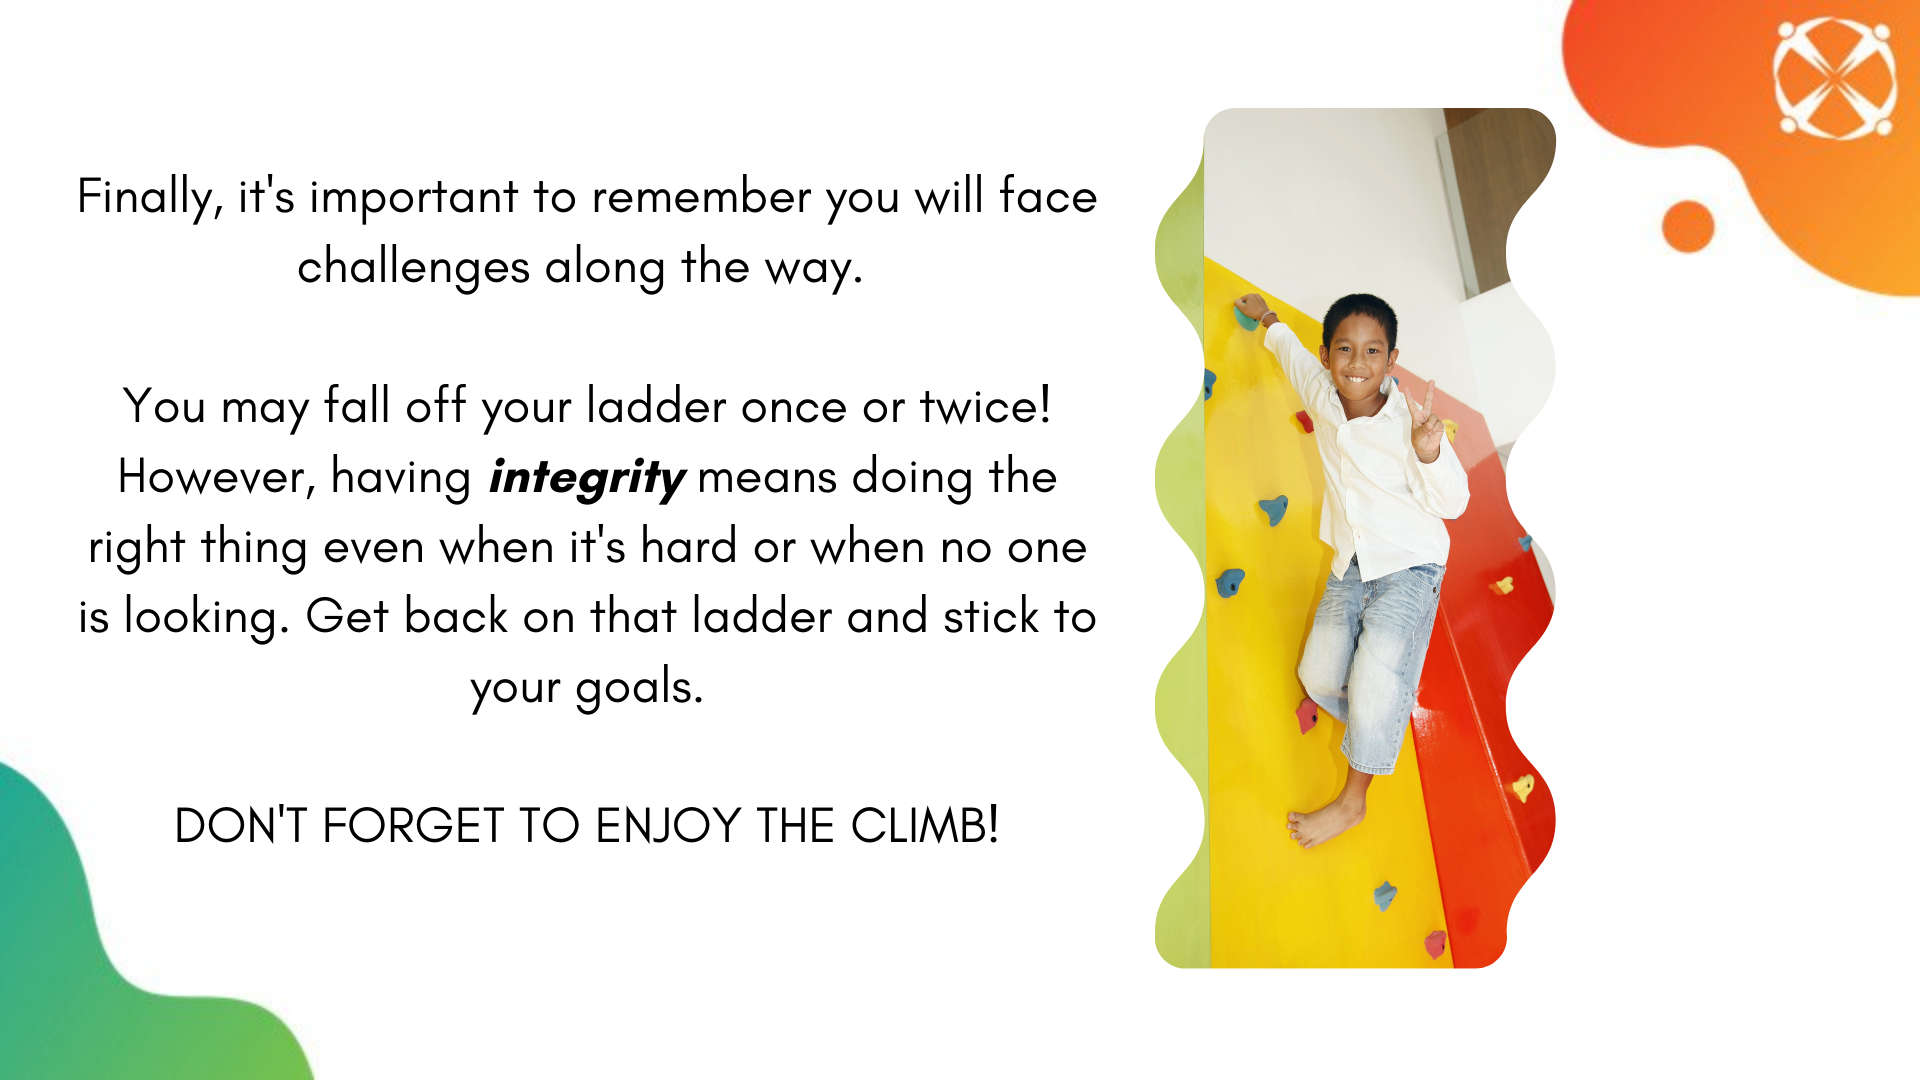 Finally, it's important to remember you will face
challenges along the way.
You may fall off your ladder once or twice!
However, having integrity means doing the
right thing even when it's hard or when no one
is looking. Get back on that ladder and stick to
your goals.
DON'T FORGET TO ENJOY THE CLIMB!